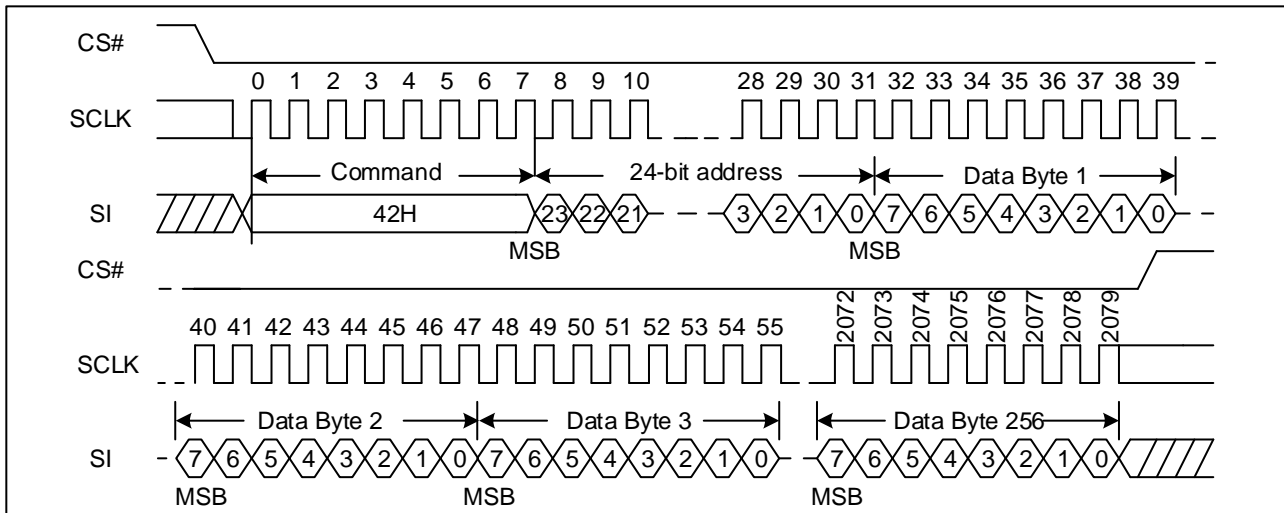 CS#
0 1 2 3 4 5 6 7 8 9 10 28 29 30 31 32 33 34 35 36 37 38 39
SCLK
Command 24-bit address Data Byte 1
SI 42H 23 22 21 3 2 1 0 7 6 5 4 3 2 1 0
MSB MSB
CS#
40 41 42 43 44 45 46 47 48 49 50 51 52 53 54 55 2072 2073 2074 2075 2076 2077 2078 2079
SCLK
Data Byte 2 Data Byte 3 Data Byte 256
SI 7 6 5 4 3 2 1 0 7 6 5 4 3 2 1 0 7 6 5 4 3 2 1 0
MSB MSB MSB